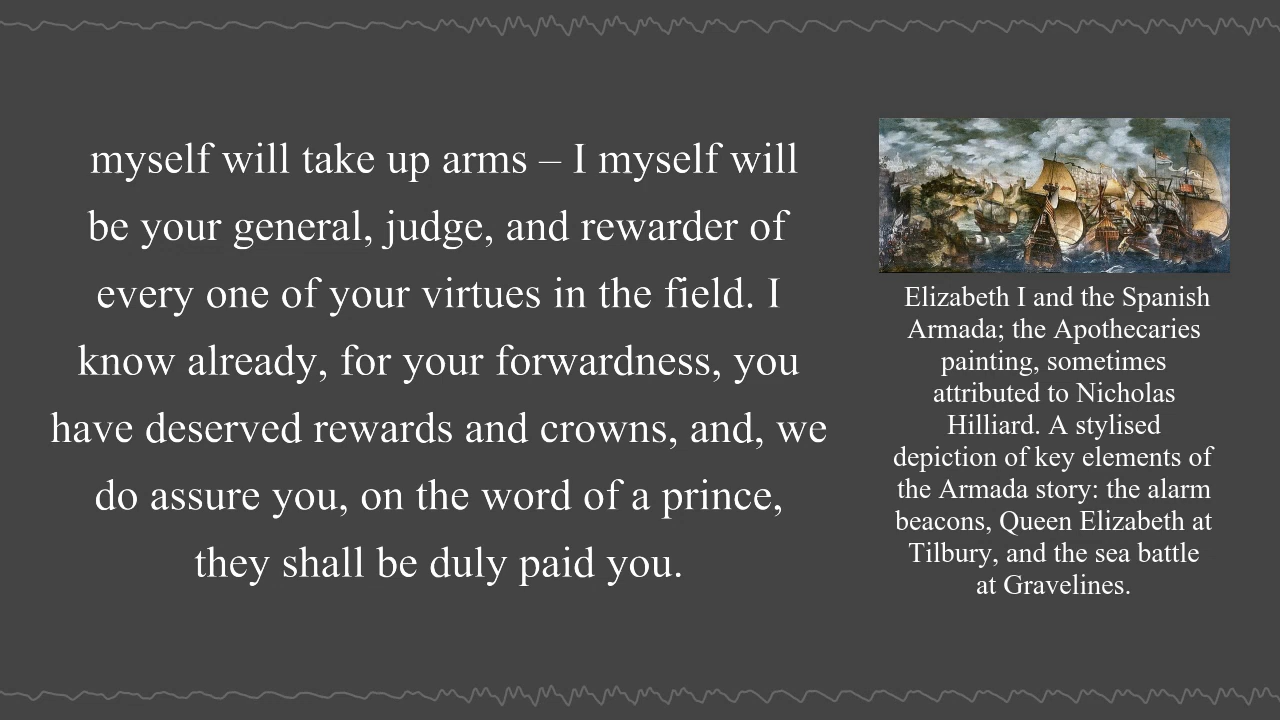 myself will take up arms – I myself will
be your general, judge, and rewarder of
every one of your virtues in the field. I
know already, for your forwardness, you
have deserved rewards and crowns, and, we
do assure you, on the word of a prince,
they shall be duly paid you.
Elizabeth I and the Spanish
Armada; the Apothecaries
painting, sometimes
attributed to Nicholas
Hilliard. A stylised
depiction of key elements of
the Armada story: the alarm
beacons, Queen Elizabeth at
Tilbury, and the sea battle
at Gravelines.